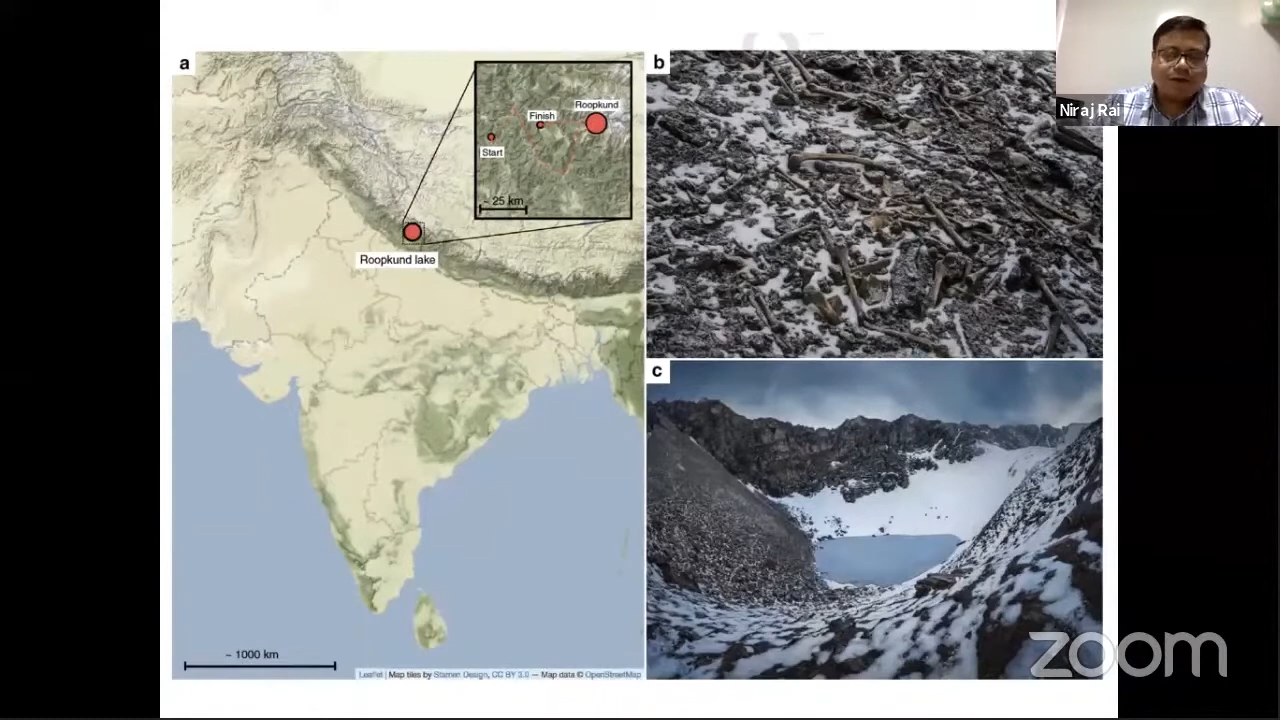 a
Roopkund
Finish
Start
~ 25 km
Roopkund lake
~ 1000 km
Leaflet | Map tiles by Stamen Design, CC BY 3.0 — Map data © OpenStreetMap
b
c
Niraj Rai
zoom